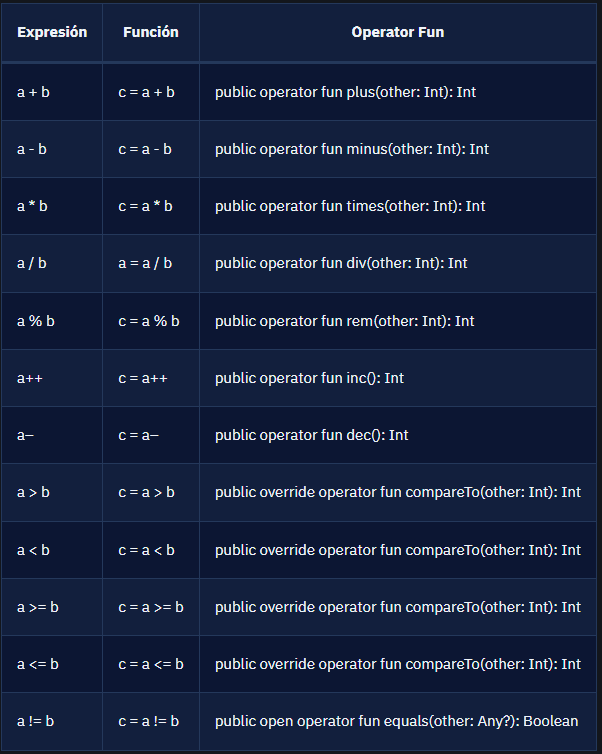 Expresión Función Operator Fun
a + b c = a + b public operator fun plus(other: Int): Int
a - b c = a - b public operator fun minus(other: Int): Int
a * b c = a * b public operator fun times(other: Int): Int
a / b a = a / b public operator fun div(other: Int): Int
a % b c = a % b public operator fun rem(other: Int): Int
a++ c = a++ public operator fun inc(): Int
a– c = a– public operator fun dec(): Int
a > b c = a > b public override operator fun compareTo(other: Int): Int
a < b c = a < b public override operator fun compareTo(other: Int): Int
a >= b c = a >= b public override operator fun compareTo(other: Int): Int
a <= b c = a <= b public override operator fun compareTo(other: Int): Int
a != b c = a != b public open operator fun equals(other: Any?): Boolean